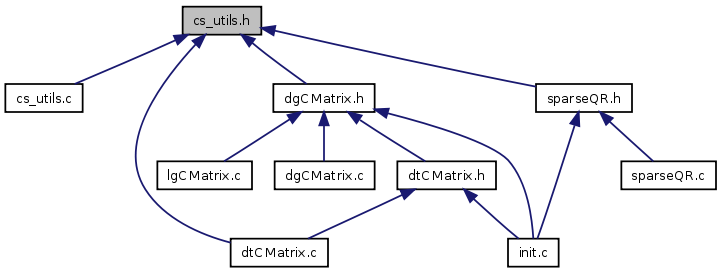 cs_utils.h
cs_utils.c
dgCMatrix.h
sparseQR.h
lgCMatrix.c
dgCMatrix.c
dtCMatrix.h
sparseQR.c
dtCMatrix.c
init.c